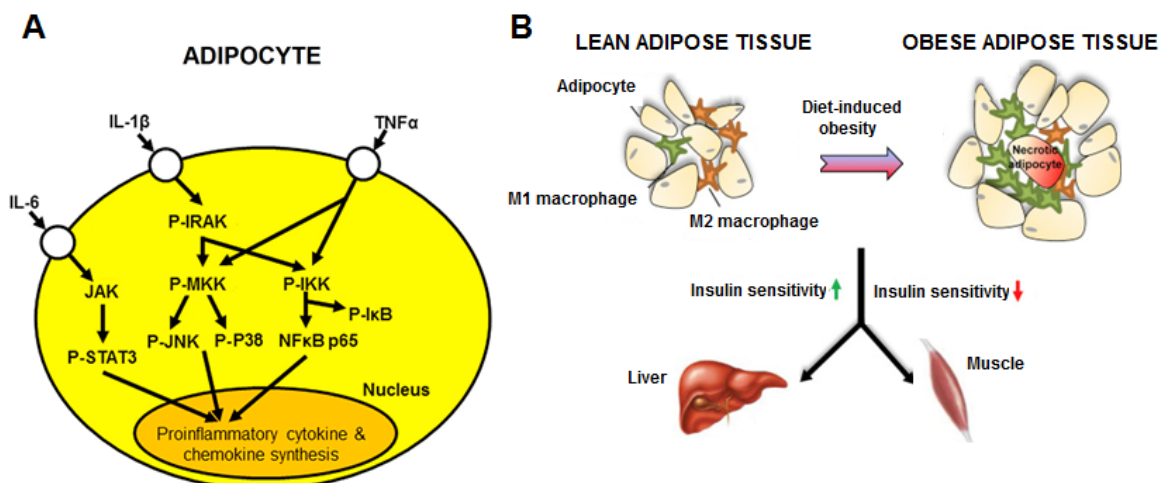 A
ADIPOCYTE
IL-1β
TNFα
IL-6
P-IRAK
JAK
P-MKK
P-IKK
P-IκB
P-JNK
P-P38
NFκB p65
P-STAT3
Nucleus
Proinflammatory cytokine &
chemokine synthesis
B
LEAN ADIPOSE TISSUE
OBESE ADIPOSE TISSUE
Adipocyte
Diet-induced
obesity
Necrotic
adipocyte
M1 macrophage
M2 macrophage
Insulin sensitivity
Insulin sensitivity
Liver
Muscle